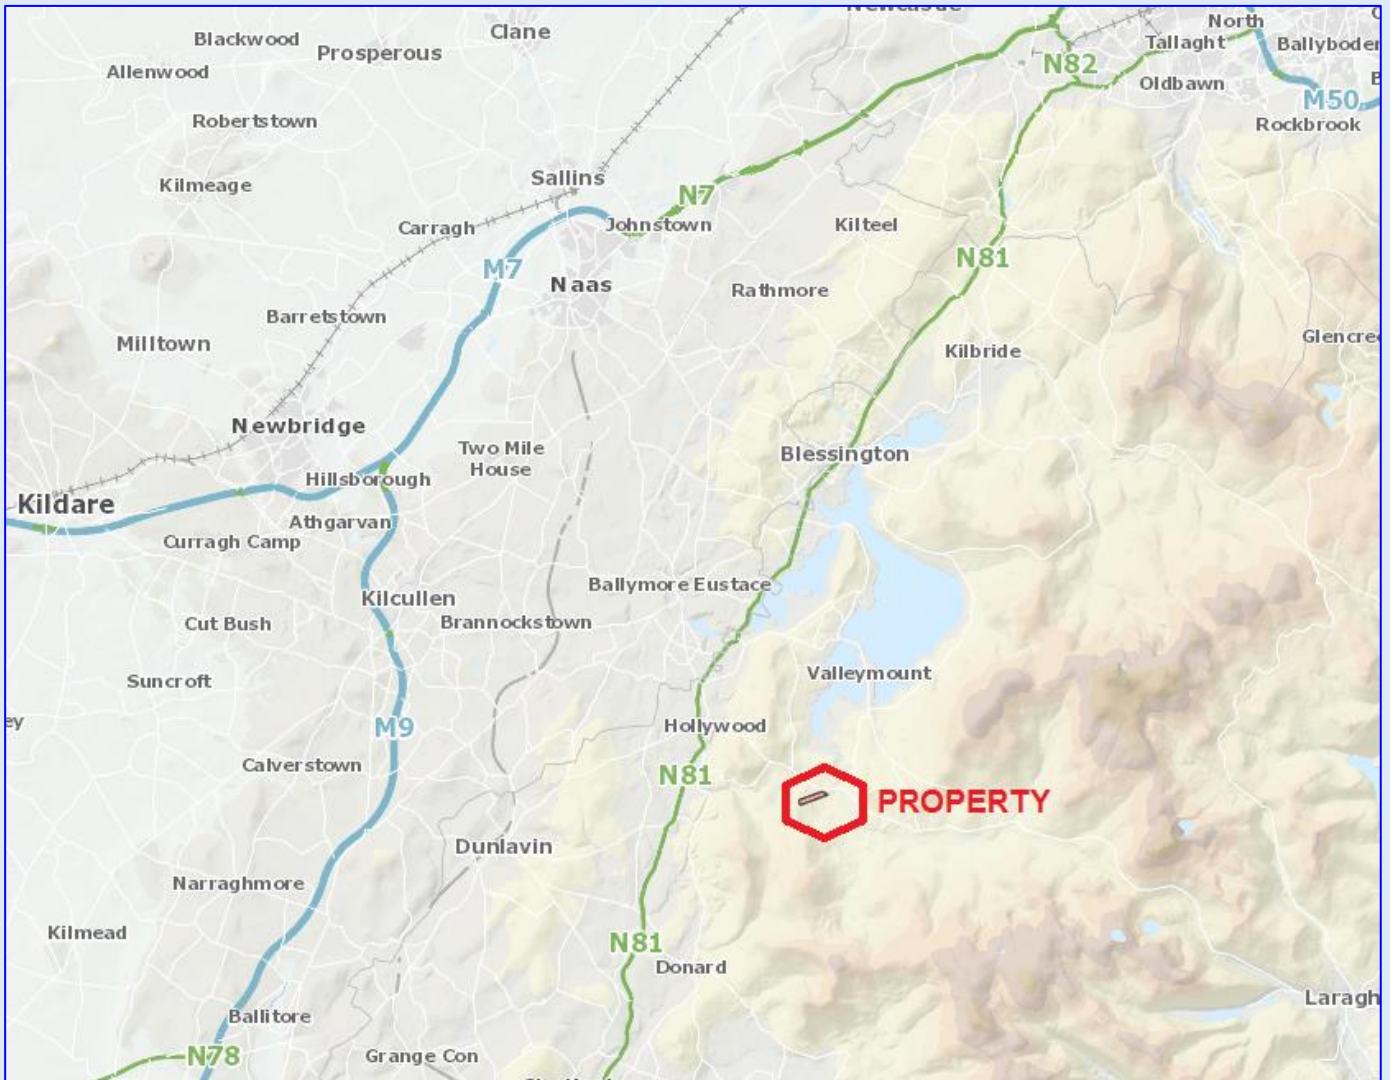 Clane
North
Blackwood
Prosperous
Tallaght
Allenwood
N82
Oldbawn
M50
Robertstown
Rockbrook
Sallins
Kilmeage
N7
Carragh
Johnstown
Kilteel
M7
N81
Naas
Rathmore
Barretstown
Milltown
Kilbride
Newbridge
Two Mile
House
Blessington
Hillsborough
Kildare
Athgarvan
Curragh Camp
Ballymore Eustace
Kilcullen
Cut Bush
Brannockstown
Valleymount
Suncroft
ey
M9
Hollywood
Calverstown
N81
PROPERTY
Dunlavin
Narraghmore
Kilmead
N81
Donard
Laragh
Ballitore
N78
Grange Con